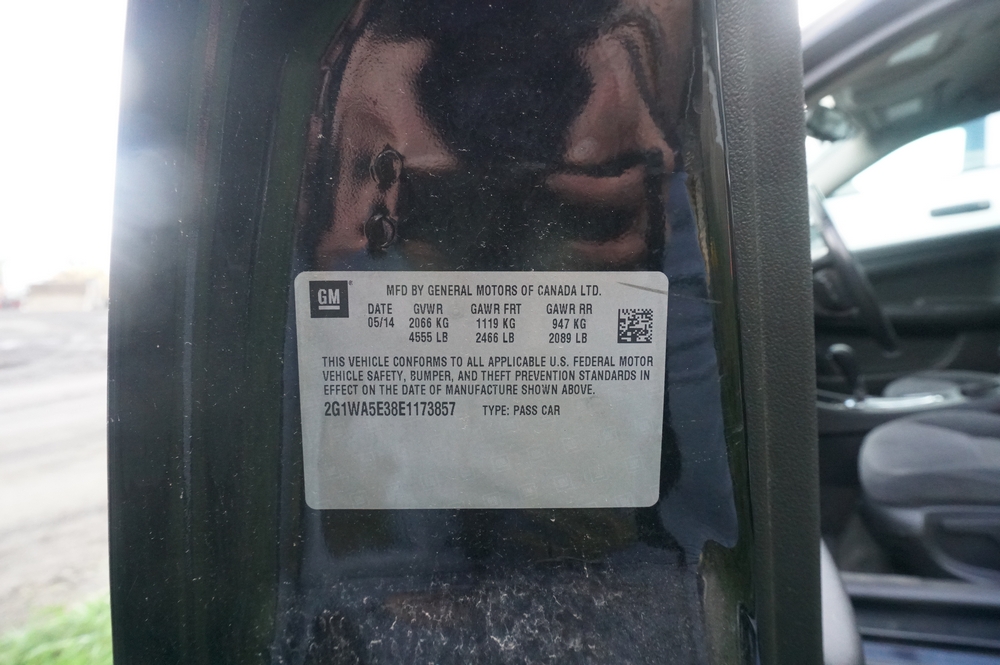 GM
MFD BY GENERAL MOTORS OF CANADA LTD.
DATE GVWR GAWR FRT GAWR RR
05/14 2066 KG 1119 KG 947 KG
4555 LB 2466 LB 2089 LB
THIS VEHICLE CONFORMS TO ALL APPLICABLE U.S. FEDERAL MOTOR
VEHICLE SAFETY, BUMPER, AND THEFT PREVENTION STANDARDS IN
EFFECT ON THE DATE OF MANUFACTURE SHOWN ABOVE.
2G1WA5E38E1173857 TYPE: PASS CAR